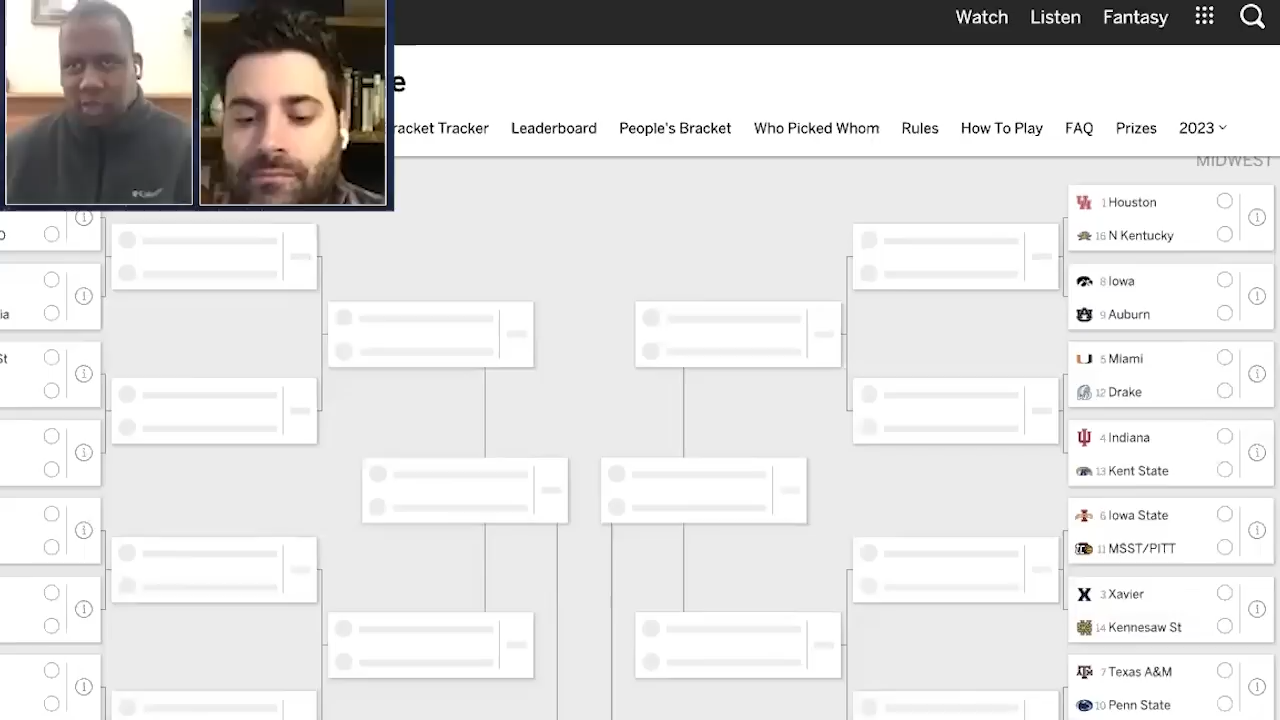 Watch Listen Fantasy
e
racket Tracker Leaderboard People's Bracket Who Picked Whom Rules How To Play FAQ Prizes 2023
MIDWEST
1 Houston
16 N Kentucky
8 Iowa
9 Auburn
5 Miami
12 Drake
4 Indiana
13 Kent State
6 Iowa State
11 MSST/PITT
3 Xavier
14 Kennesaw St
7 Texas A&M
10 Penn State
O
ia
St